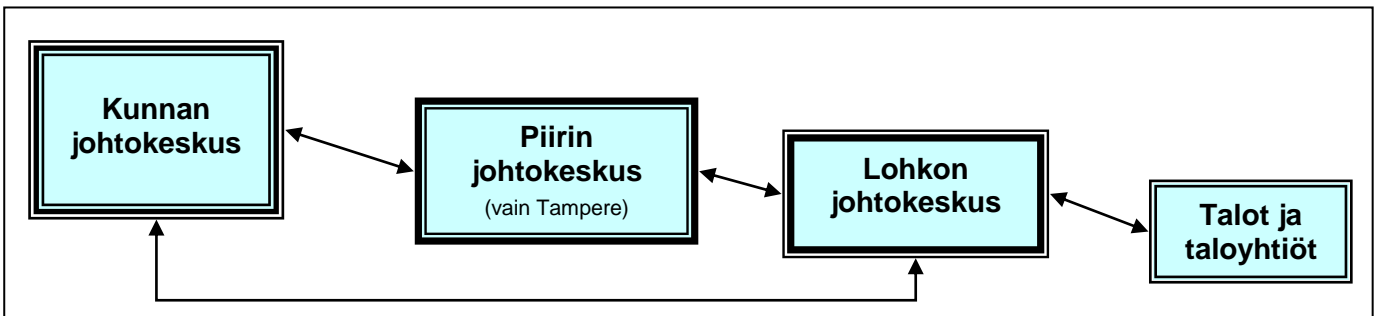 Kunnan
johtokeskus
Piirin
johtokeskus
(vain Tampere)
Lohkon
johtokeskus
Talot ja
taloyhtiöt